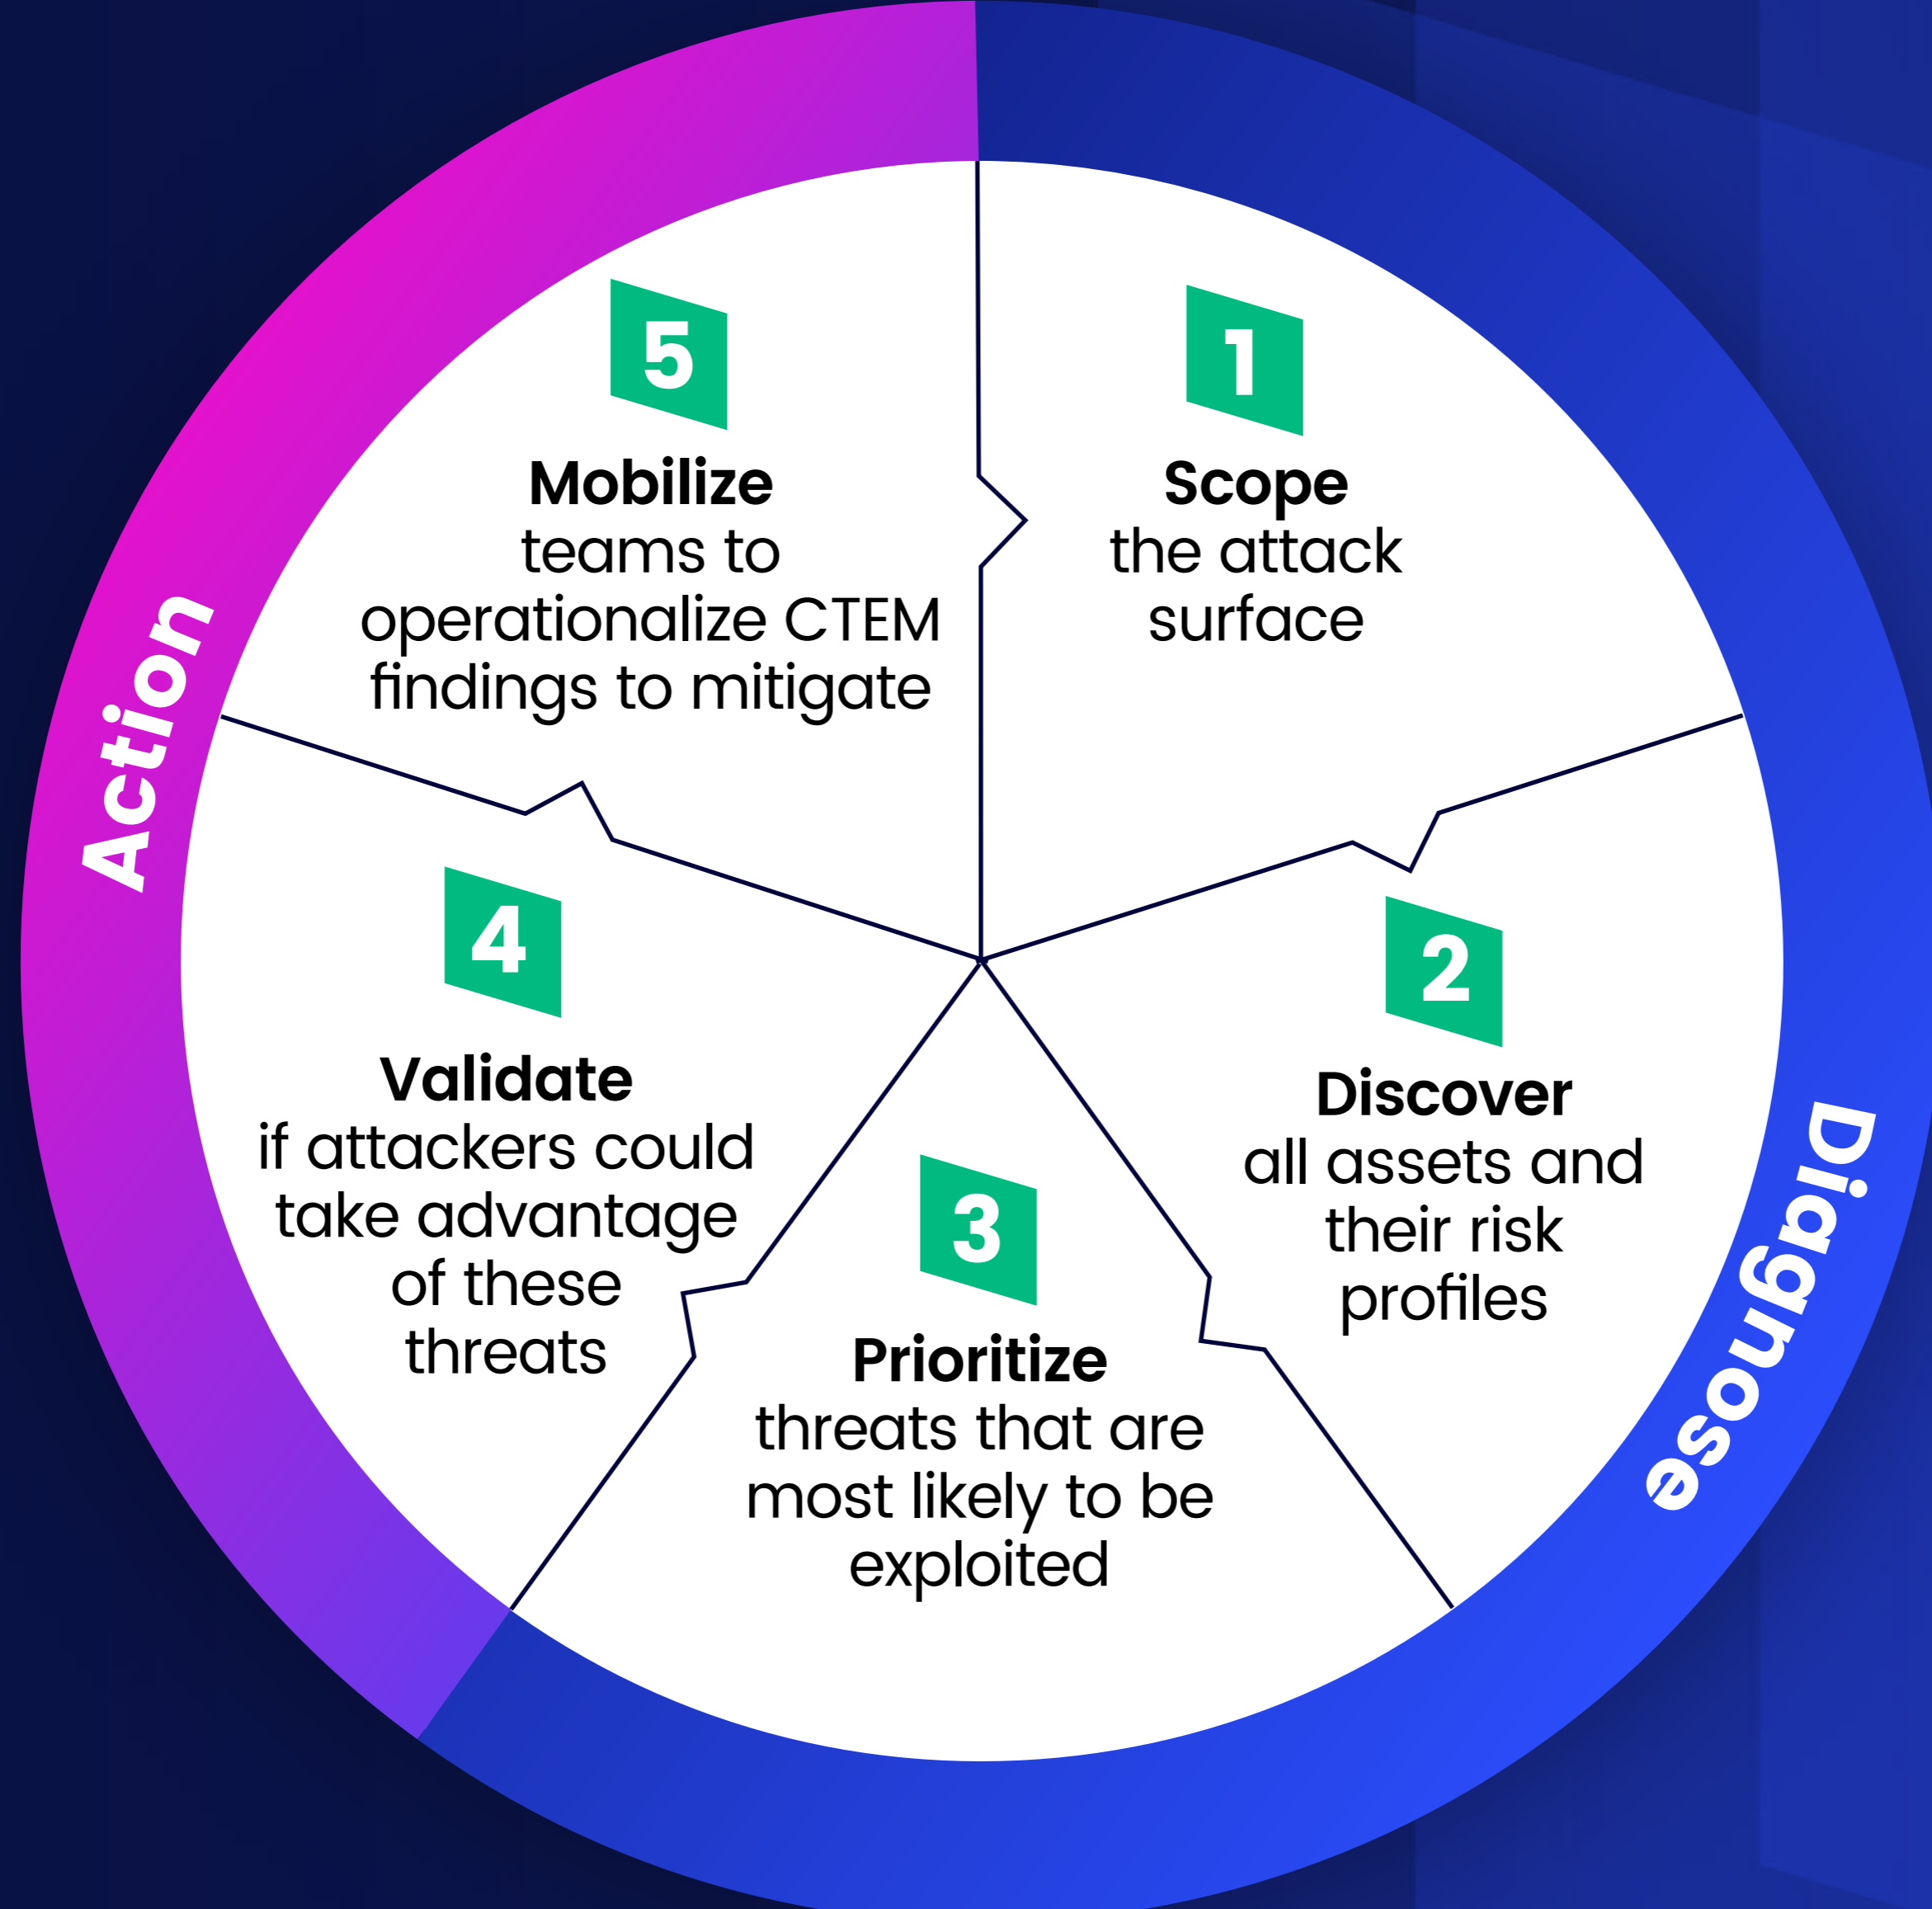 1
Scope
the attack
surface
2
Discover
all assets and
their risk
profiles
3
Prioritize
threats that are
most likely to be
exploited
4
Validate
if attackers could
take advantage
of these
threats
5
Mobilize
teams to
operationalize CTEM
findings to mitigate
Diagnose
Action